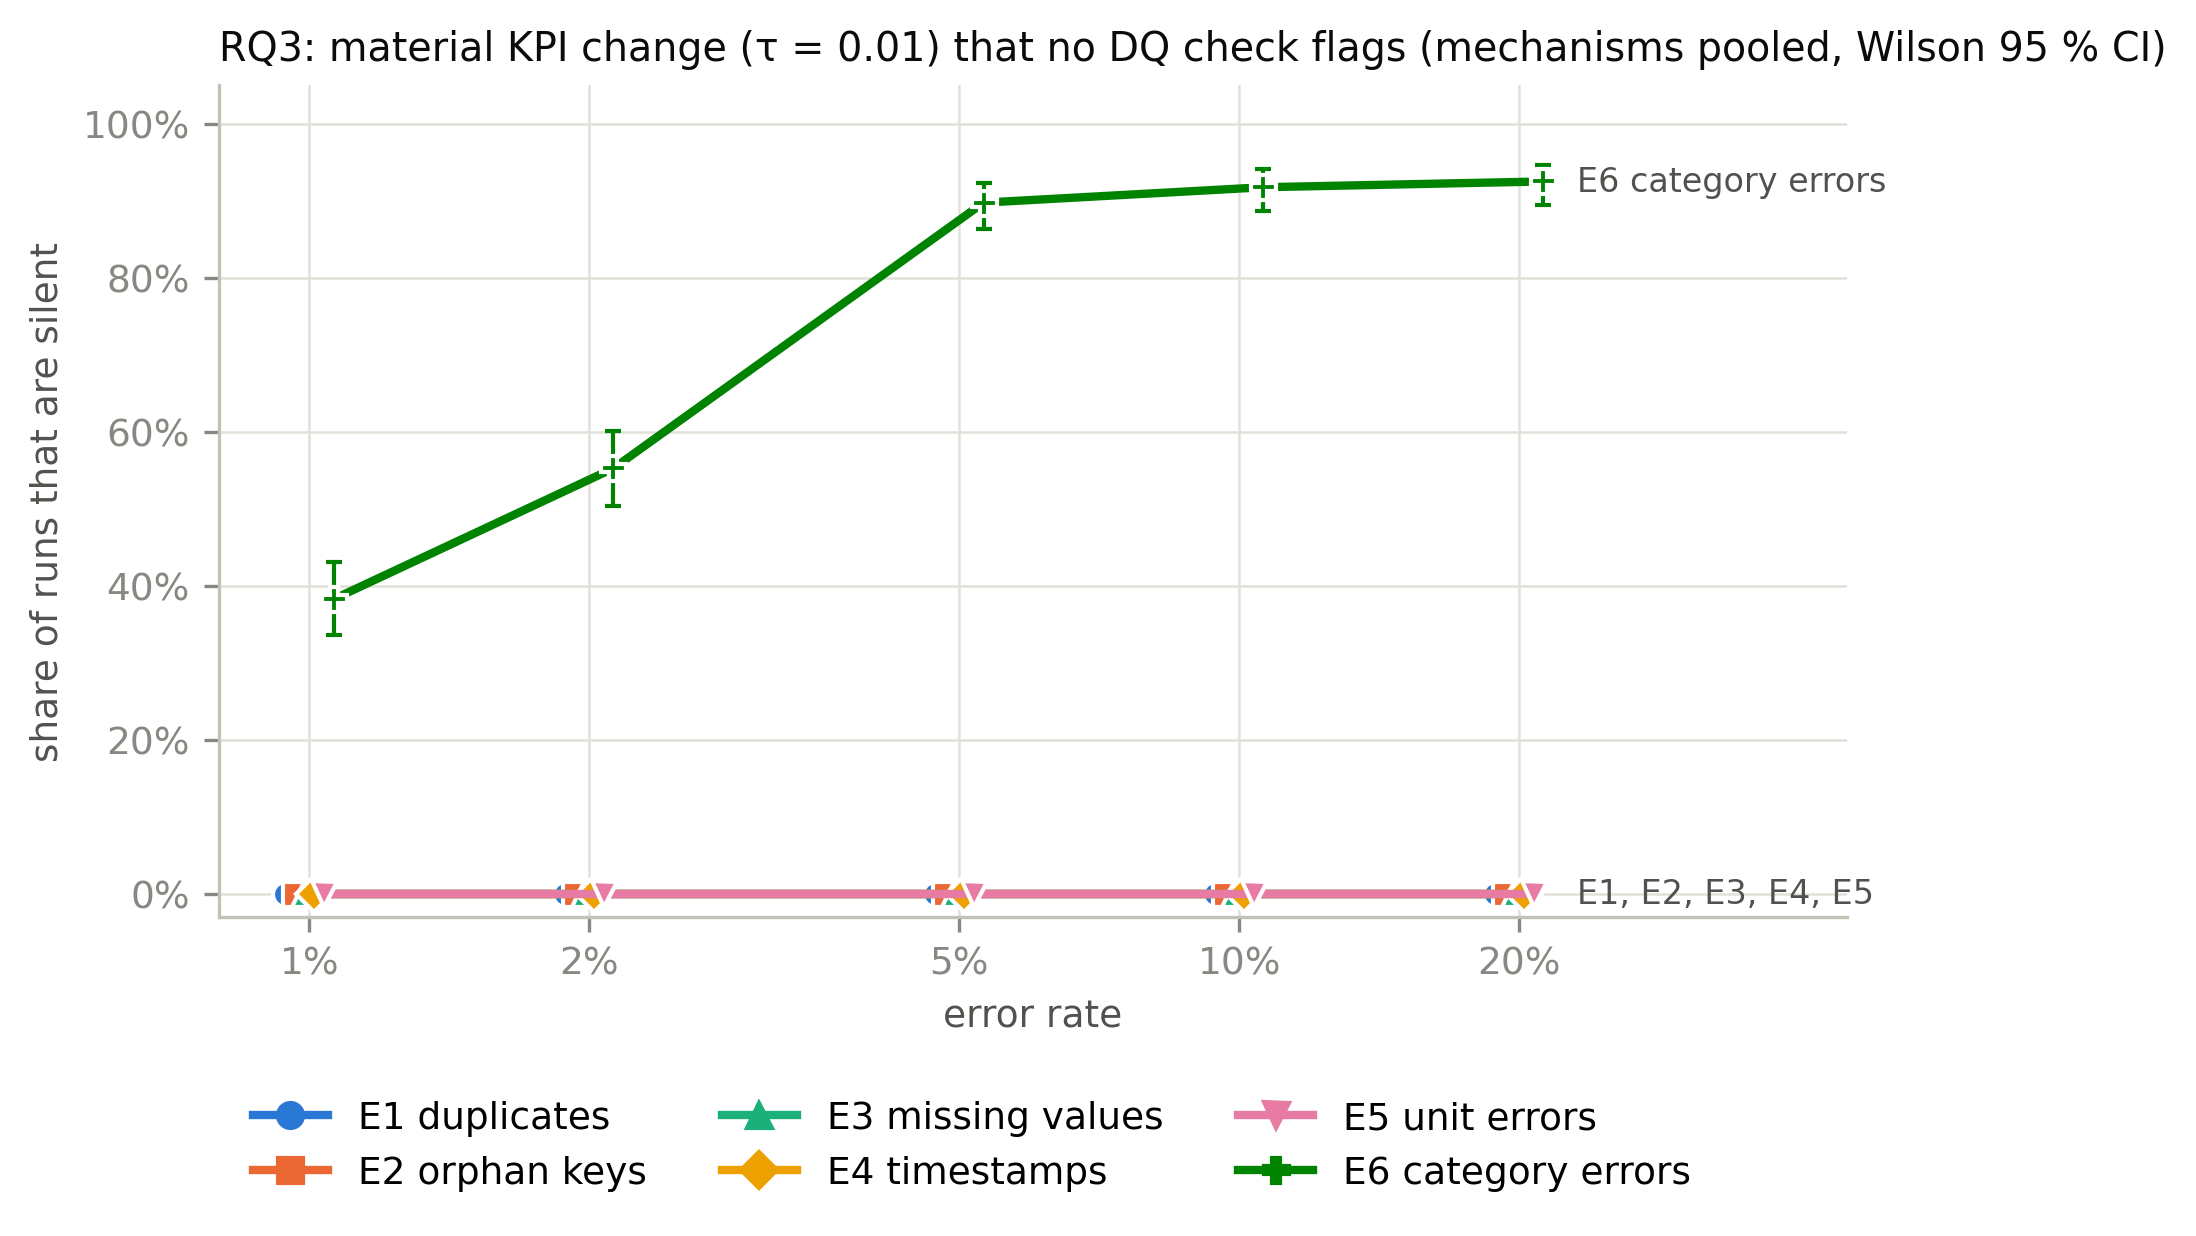 RQ3: material KPI change (τ = 0.01) that no DQ check flags (mechanisms pooled, Wilson 95 % CI)
share of runs that are silent
100%
80%
60%
40%
20%
0%
E6 category errors
E1, E2, E3, E4, E5
1% 2% 5% 10% 20%
error rate
E1 duplicates E3 missing values E5 unit errors
E2 orphan keys E4 timestamps E6 category errors